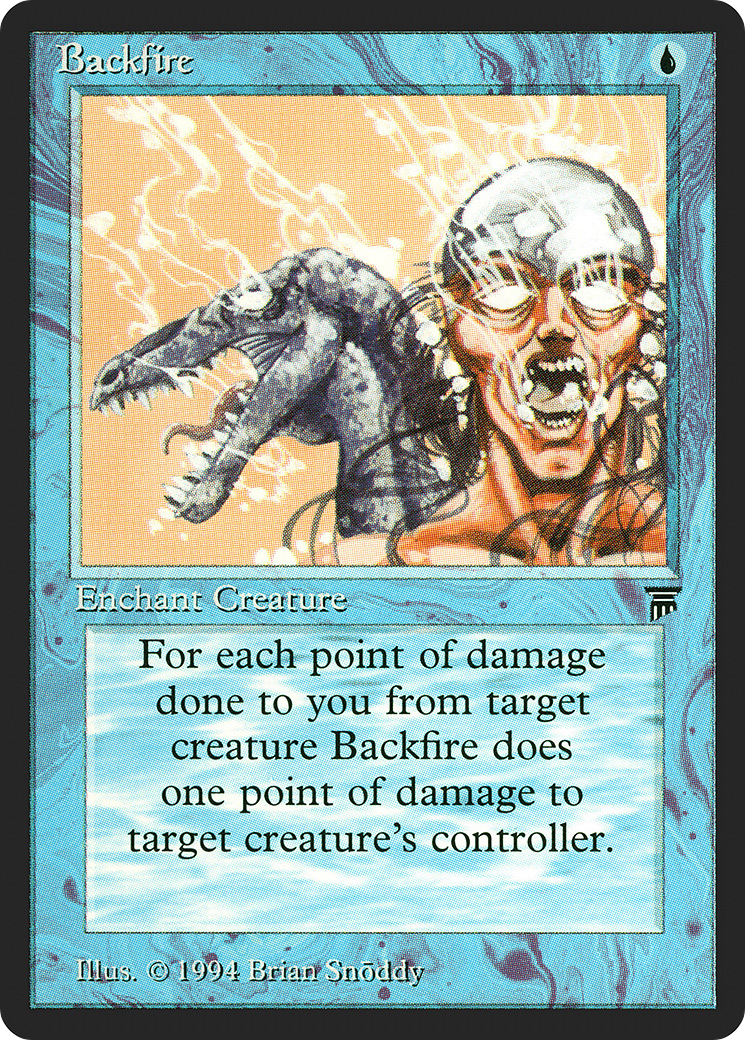 Backfire
Enchant Creature
For each point of damage
done to you from target
creature Backfire does
one point of damage to
target creature's controller.
Illus. © 1994 Brian Snōddy